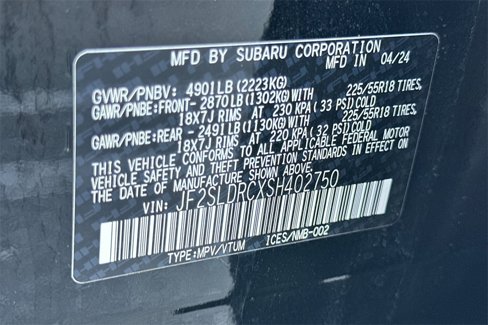 MFD BY SUBARU CORPORATION MFD IN 04/24
GVWR/PNBV: 4901LB (2223KG)
GAWR/PNBE:FRONT- 2870LB (1302KG)WITH 225/55R18 TIRES
18X7J RIMS AT 230 KPA ( 33 PSI)COLD
GAWR/PNBE:REAR - 2491LB (1130KG)WITH 225/55R18 TIRES
18X7J RIMS AT 220 KPA ( 32 PSI)COLD
THIS VEHICLE CONFORMS TO ALL APPLICABLE FEDERAL MOTOR
VEHICLE SAFETY AND THEFT PREVENTION STANDARDS IN EFFECT ON
THE DATE OF MANUFACTURE SHOWN ABOVE.
VIN: JF2SLDRCXSH402750
TYPE:MPV/VTUM ICES/NMB-002